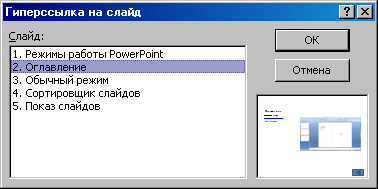 Гиперссылка на слайд
Слайд:
1. Режимы работы PowerPoint
2. Оглавление
3. Обычный режим
4. Сортировщик слайдов
5. Показ слайдов
ОК
Отмена